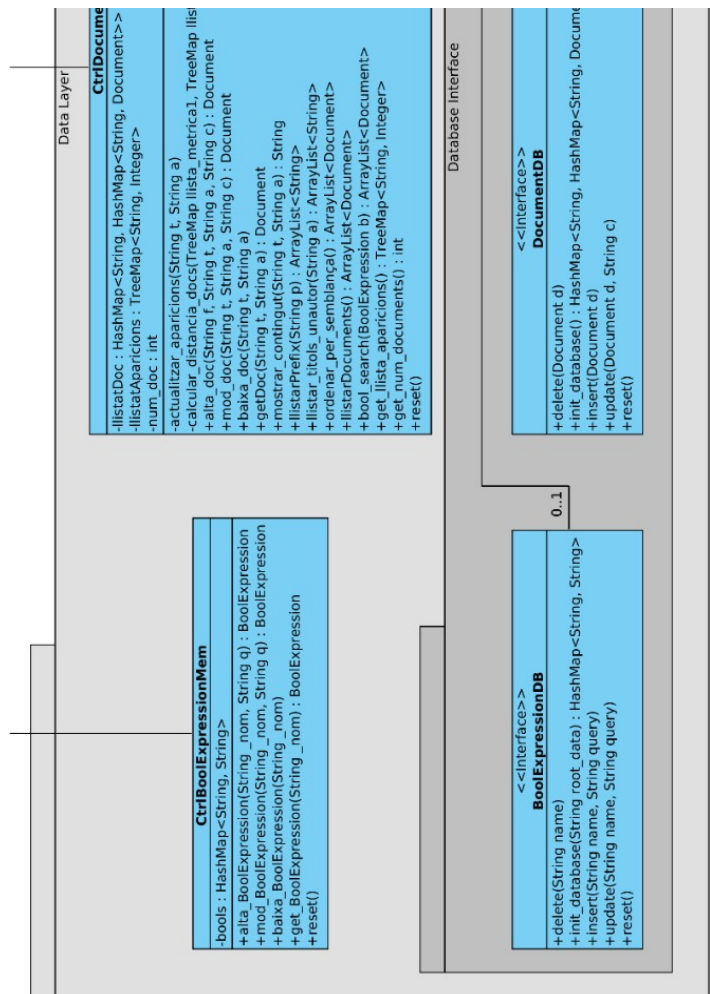 Data Layer
CtrlBoolExpressionMem
-bools : HashMap<String, String>
+alta_BoolExpression(String _nom, String q) : BoolExpression
+mod_BoolExpression(String _nom, String q) : BoolExpression
+baixa_BoolExpression(String _nom)
+get_BoolExpression(String _nom) : BoolExpression
+reset()
CtrlDocume
-llistatDoc : HashMap<String, HashMap<String, Document>>
-llistatAparicions : TreeMap<String, Integer>
-num_doc : int
-actualitzar_aparicions(String t, String a)
-calcular_distancia_docs(TreeMap llista_metrica1, TreeMap llis
+alta_doc(String f, String t, String a, String c) : Document
+mod_doc(String t, String a, String c) : Document
+baixa_doc(String t, String a)
+getDoc(String t, String a) : Document
+mostrar_contingut(String t, String a) : String
+llistarPrefix(String p) : ArrayList<String>
+llistar_titols_unautor(String a) : ArrayList<String>
+ordenar_per_semblança() : ArrayList<Document>
+llistarDocuments() : ArrayList<Document>
+bool_search(BoolExpression b) : ArrayList<Document>
+get_llista_aparicions() : TreeMap<String, Integer>
+get_num_documents() : int
+reset()
Database Interface
0..1
<<Interface>>
BoolExpressionDB
+delete(String name)
+init_database(String root_data) : HashMap<String, String>
+insert(String name, String query)
+update(String name, String query)
+reset()
<<Interface>>
DocumentDB
+delete(Document d)
+init_database() : HashMap<String, HashMap<String, Docume
+insert(Document d)
+update(Document d, String c)
+reset()